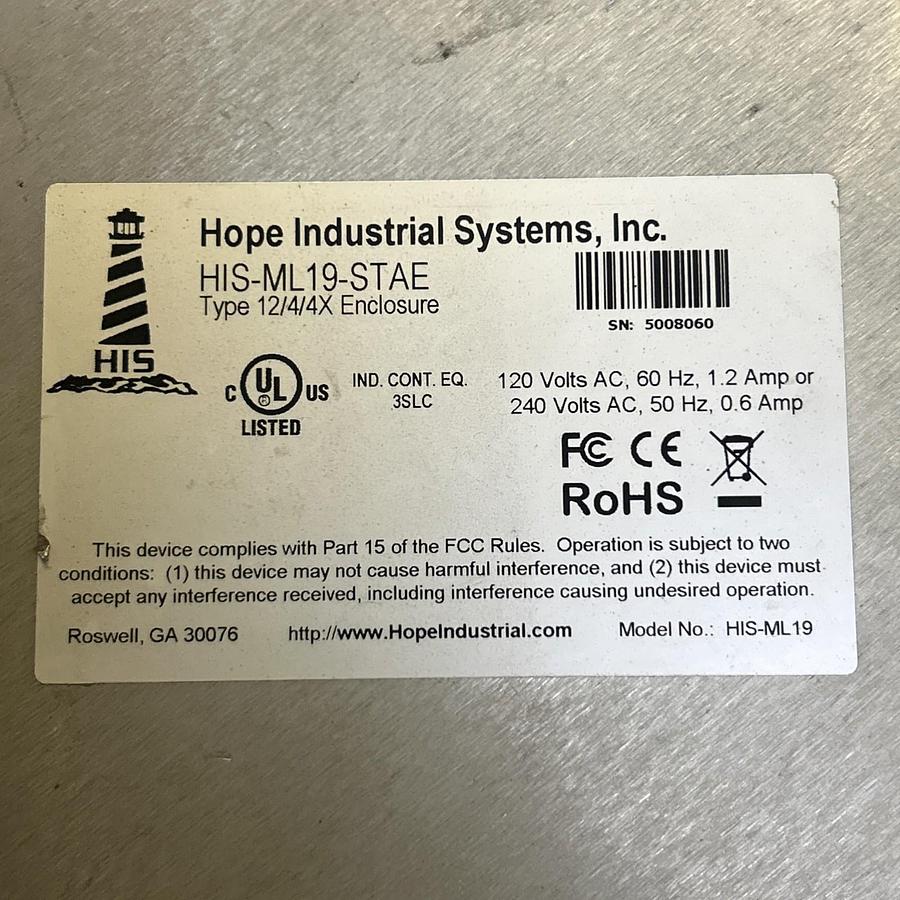 Hope Industrial Systems, Inc.
HIS-ML19-STAE
Type 12/4/4X Enclosure
SN: 5008060
HIS
C UL US
LISTED
IND. CONT. EQ.
3SLC
120 Volts AC, 60 Hz, 1.2 Amp or
240 Volts AC, 50 Hz, 0.6 Amp
FC CE
RoHS
This device complies with Part 15 of the FCC Rules. Operation is subject to two
conditions: (1) this device may not cause harmful interference, and (2) this device must
accept any interference received, including interference causing undesired operation.
Roswell, GA 30076 http://www.HopeIndustrial.com Model No.: HIS-ML19